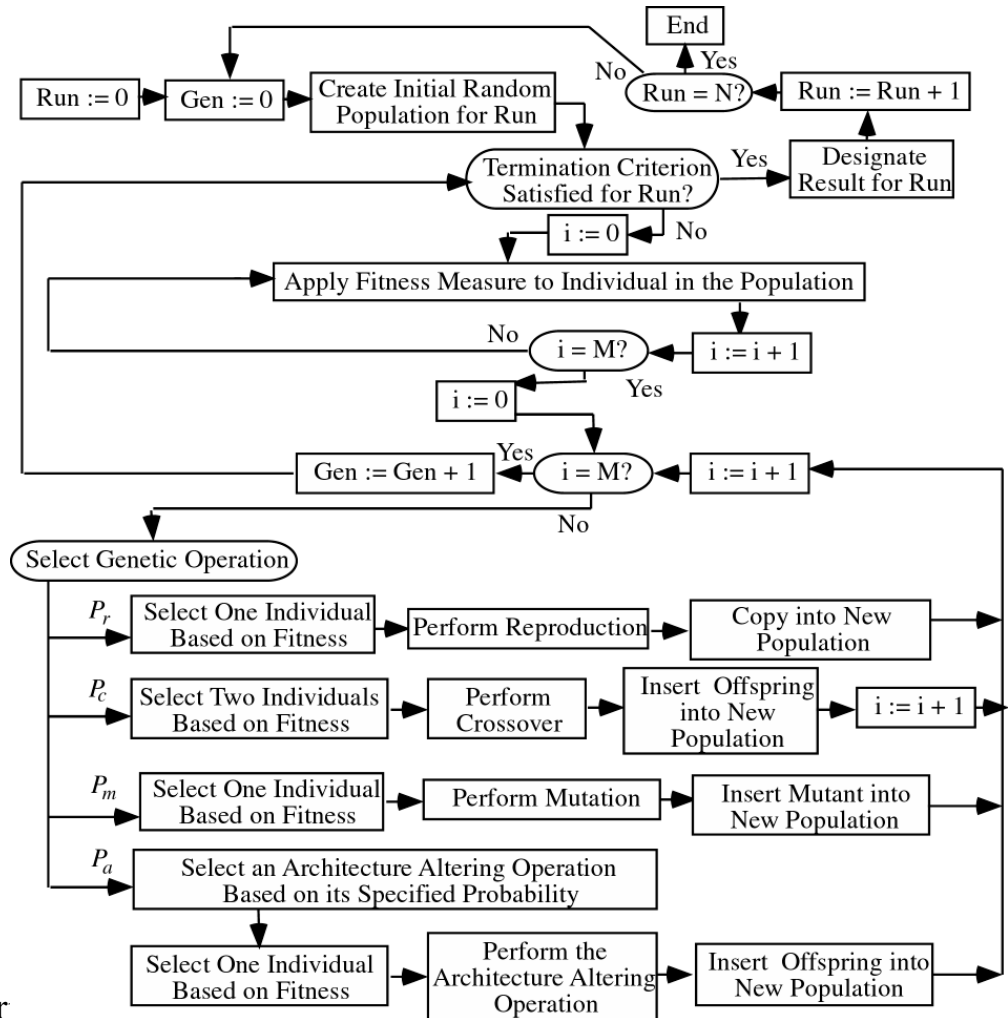 End
No
Yes
Run := 0
Gen := 0
Create Initial Random
Population for Run
Run = N?
Run := Run + 1
Termination Criterion
Satisfied for Run?
Yes
Designate
Result for Run
i := 0
No
Apply Fitness Measure to Individual in the Population
No
i = M?
i := i + 1
Yes
i := 0
Gen := Gen + 1
Yes
i = M?
i := i + 1
No
Select Genetic Operation
Pr
Select One Individual
Based on Fitness
Perform Reproduction
Copy into New
Population
Pc
Select Two Individuals
Based on Fitness
Perform
Crossover
Insert Offspring
into New
Population
i := i + 1
Pm
Select One Individual
Based on Fitness
Perform Mutation
Insert Mutant into
New Population
Pa
Select an Architecture Altering Operation
Based on its Specified Probability
Select One Individual
Based on Fitness
Perform the
Architecture Altering
Operation
Insert Offspring into
New Population
r